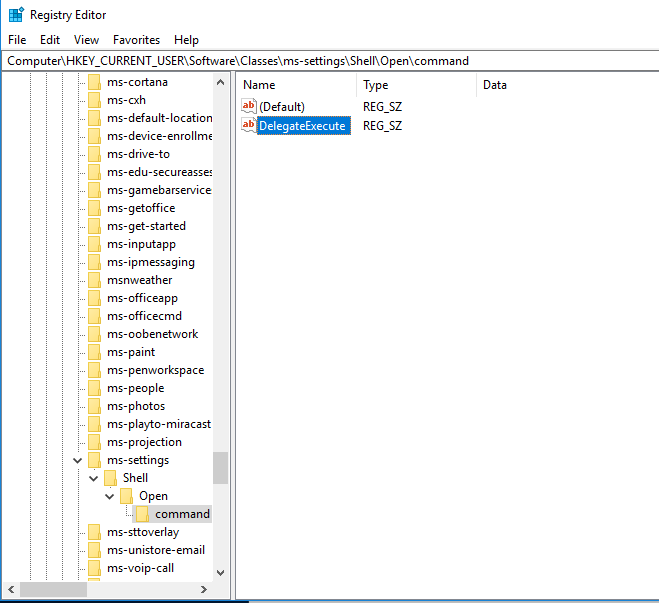 Registry Editor
File Edit View Favorites Help
Computer\HKEY_CURRENT_USER\Software\Classes\ms-settings\Shell\Open\command
Name Type Data
ab (Default) REG_SZ
ab DelegateExecute REG_SZ
ms-cortana
ms-cxh
ms-default-location
ms-device-enrollme
ms-drive-to
ms-edu-secureasses
ms-gamebarservice
ms-getoffice
ms-get-started
ms-inputapp
ms-ipmessaging
msnweather
ms-officeapp
ms-officecmd
ms-oobenetwork
ms-paint
ms-penworkspace
ms-people
ms-photos
ms-playto-miracast
ms-projection
ms-settings
Shell
Open
command
ms-sttoverlay
ms-unistore-email
ms-voip-call